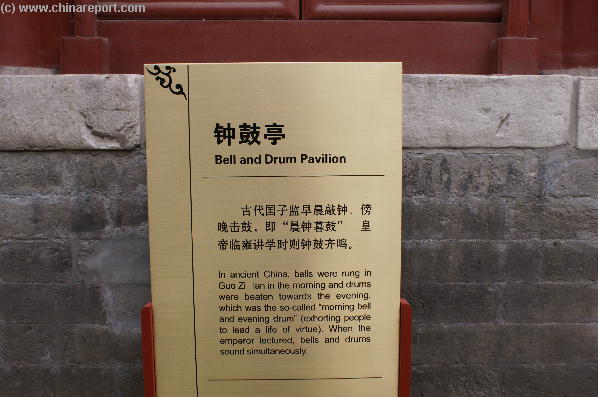 (c) www.chinareport.com
www.chinareport.com
钟鼓亭
Bell and Drum Pavilion
古代国子监早晨敲钟、傍
晚击鼓，即“晨钟暮鼓” 皇
帝临雍讲学时则钟鼓齐鸣。
In ancient China, bells were rung in
Guo Zi ian in the morning and drums
were beaten towards the evening,
which was the so-called "morning bell
and evening drum" (exhorting people
to lead a life of virtue). When the
emperor lectured, bells and drums
sound simultaneously.